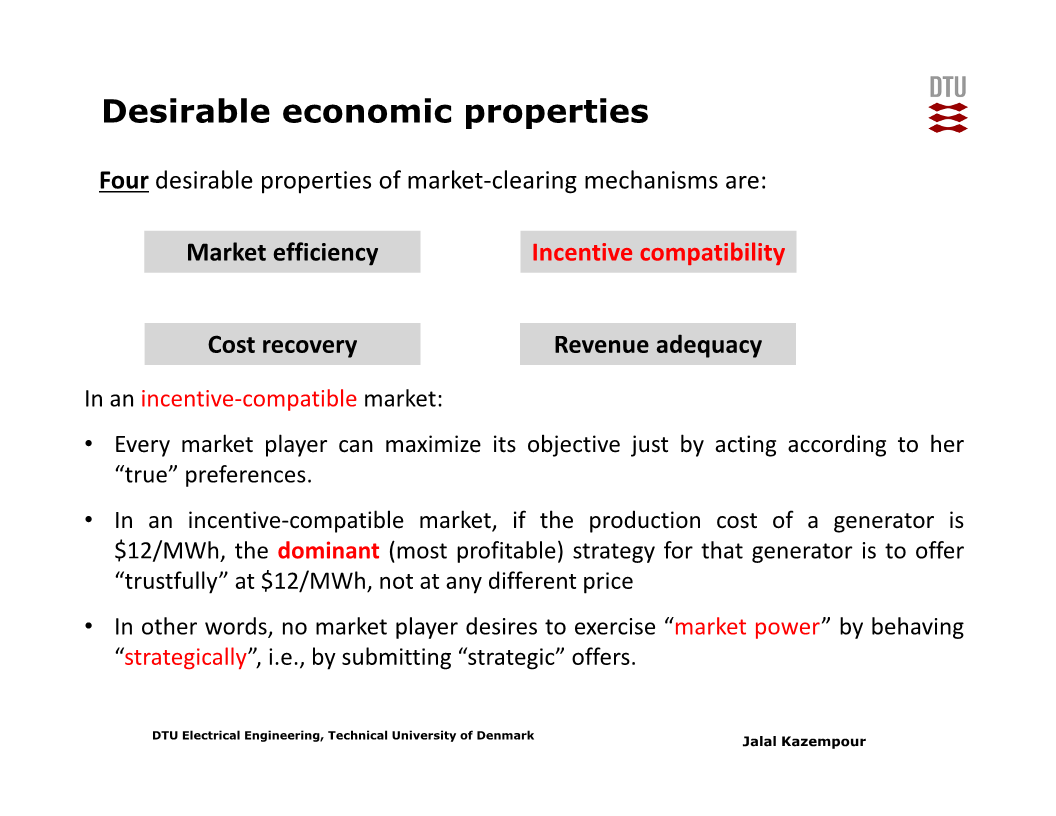 DTU
Desirable economic properties
Four desirable properties of market-clearing mechanisms are:
Market efficiency
Incentive compatibility
Cost recovery
Revenue adequacy
In an incentive-compatible market:
• Every market player can maximize its objective just by acting according to her
“true” preferences.
• In an incentive-compatible market, if the production cost of a generator is
$12/MWh, the dominant (most profitable) strategy for that generator is to offer
“trustfully” at $12/MWh, not at any different price
• In other words, no market player desires to exercise “market power” by behaving
“strategically”, i.e., by submitting “strategic” offers.
DTU Electrical Engineering, Technical University of Denmark
Jalal Kazempour